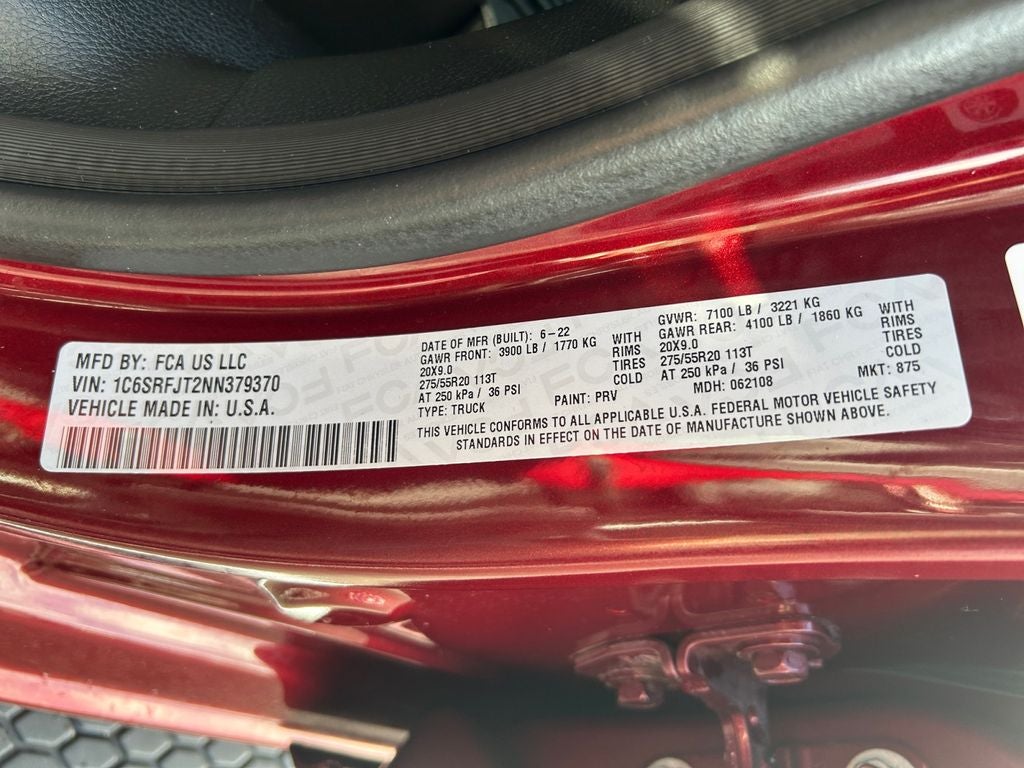 MFD BY: FCA US LLC
VIN: 1C6SRFJT2NN379370
VEHICLE MADE IN: U.S.A.
DATE OF MFR (BUILT): 6-22
GAWR FRONT: 3900 LB / 1770 KG WITH
20X9.0 RIMS
275/55R20 113T TIRES
AT 250 kPa / 36 PSI COLD
TYPE: TRUCK PAINT: PRV
GVWR: 7100 LB / 3221 KG
GAWR REAR: 4100 LB / 1860 KG WITH
20X9.0 RIMS
275/55R20 113T TIRES
AT 250 kPa / 36 PSI COLD
MDH: 062108 MKT: 875
THIS VEHICLE CONFORMS TO ALL APPLICABLE U.S.A. FEDERAL MOTOR VEHICLE SAFETY
STANDARDS IN EFFECT ON THE DATE OF MANUFACTURE SHOWN ABOVE.